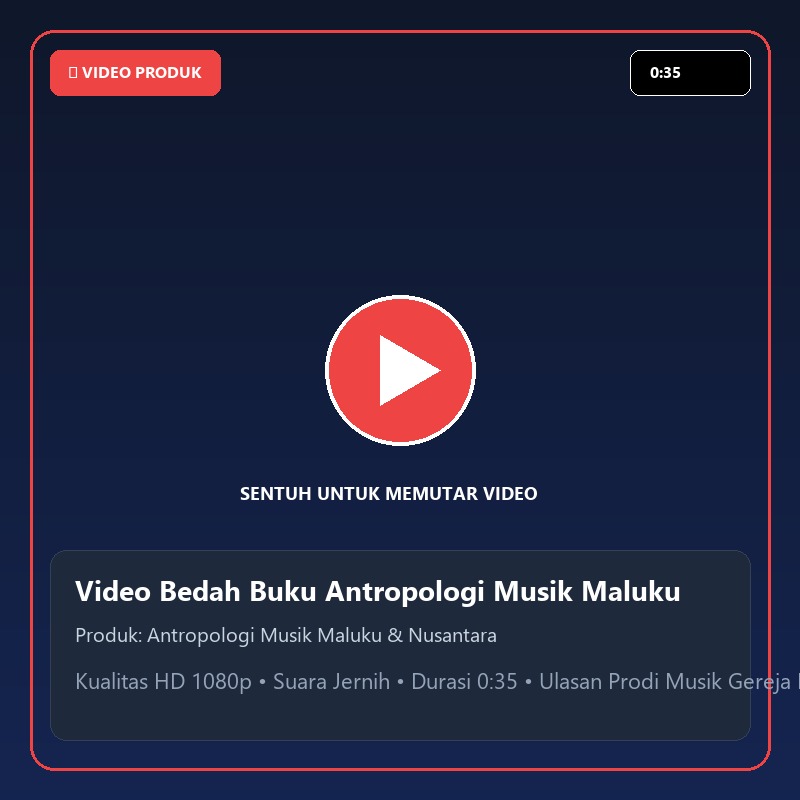 VIDEO PRODUK
0:35
SENTUH UNTUK MEMUTAR VIDEO
Video Bedah Buku Antropologi Musik Maluku
Produk: Antropologi Musik Maluku & Nusantara
Kualitas HD 1080p • Suara Jernih • Durasi 0:35 • Ulasan Prodi Musik Gereja